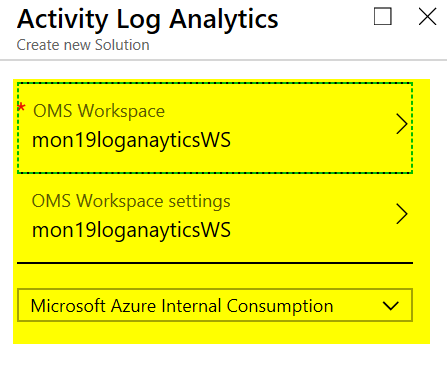 Activity Log Analytics
Create new Solution
* OMS Workspace
mon19loganayticsWS
OMS Workspace settings
mon19loganayticsWS
Microsoft Azure Internal Consumption